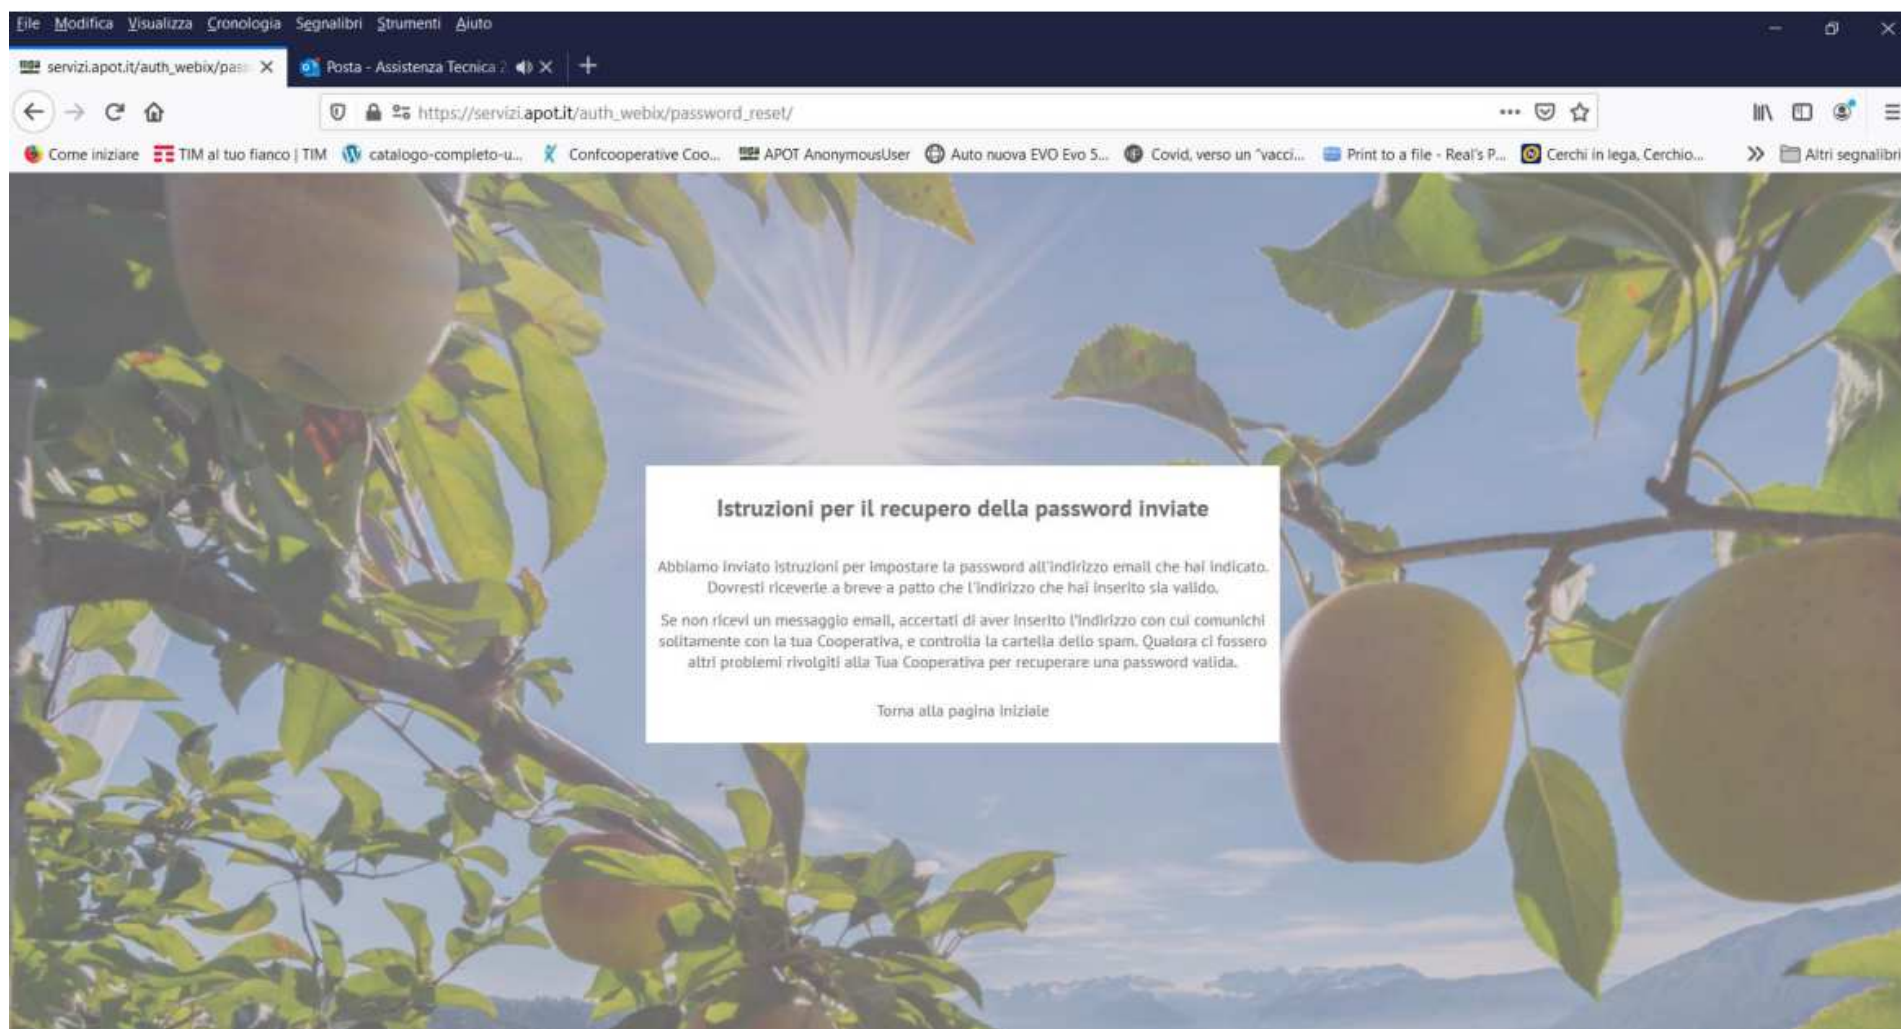 File Modifica Visualizza Cronologia Segnalibri Strumenti Aiuto
servizi.apot.it/auth_webix/pass
Posta - Assistenza Tecnica 2
https://servizi.apot.it/auth_webix/password_reset/
Come iniziare TIM al tuo fianco | TIM catalogo-completo-u... Confcooperative Coo... APOT AnonymousUser Auto nuova EVO Evo 5... Covid, verso un "vacci... Print to a file - Real's P... Cerchi in lega, Cerchio... Altri segnalibri
Istruzioni per il recupero della password inviate
Abbiamo inviato istruzioni per impostare la password all'indirizzo email che hai indicato.
Dovresti riceverle a breve a patto che l'indirizzo che hai inserito sia valido.
Se non ricevi un messaggio email, accertati di aver inserito l'indirizzo con cui comunichi
solitamente con la tua Cooperativa, e controlla la cartella dello spam. Qualora ci fossero
altri problemi rivolgiti alla Tua Cooperativa per recuperare una password valida.
Torna alla pagina iniziale